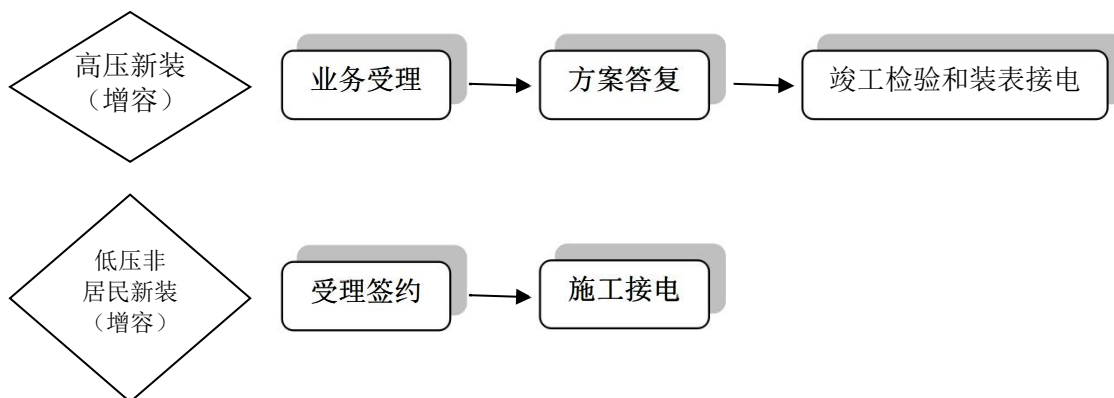 高压新装
（增容）
业务受理
方案答复
竣工检验和装表接电
低压非
居民新装
（增容）
受理签约
施工接电